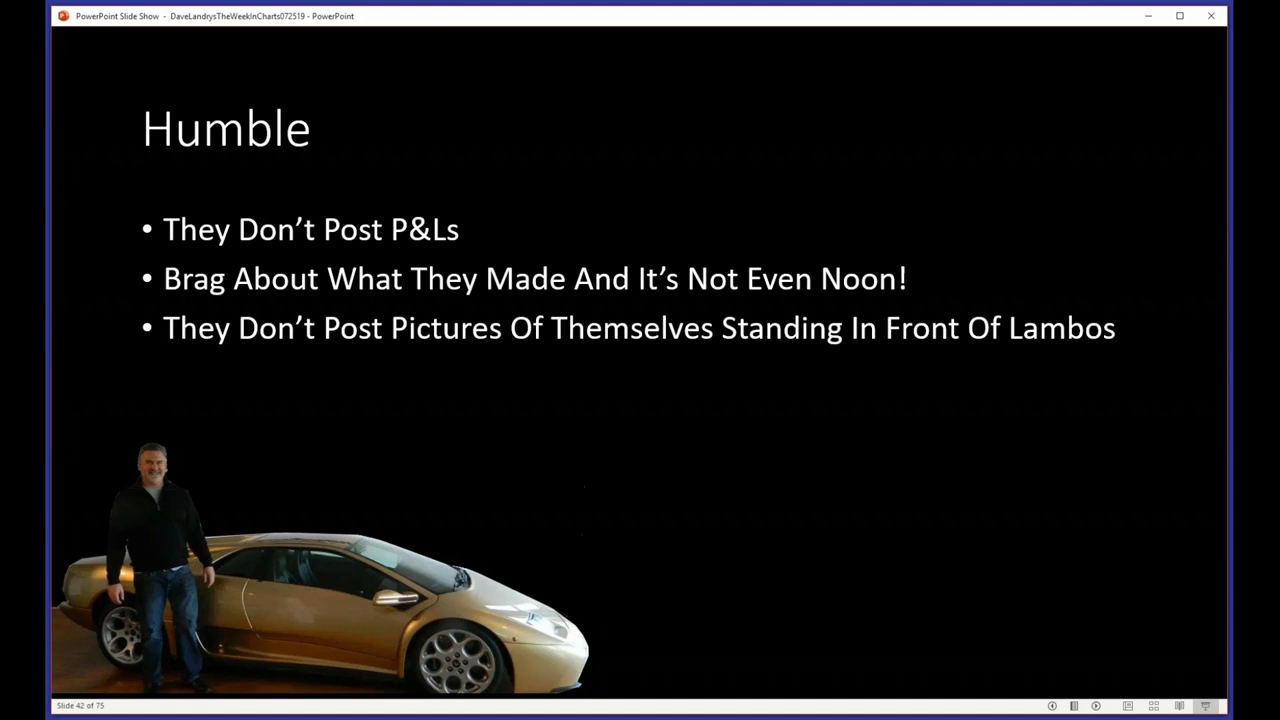 PowerPoint Slide Show - DaveLandrysTheWeekInCharts072519 - PowerPoint
Humble
• They Don’t Post P&Ls
• Brag About What They Made And It’s Not Even Noon!
• They Don’t Post Pictures Of Themselves Standing In Front Of Lambos
Slide 42 of 75